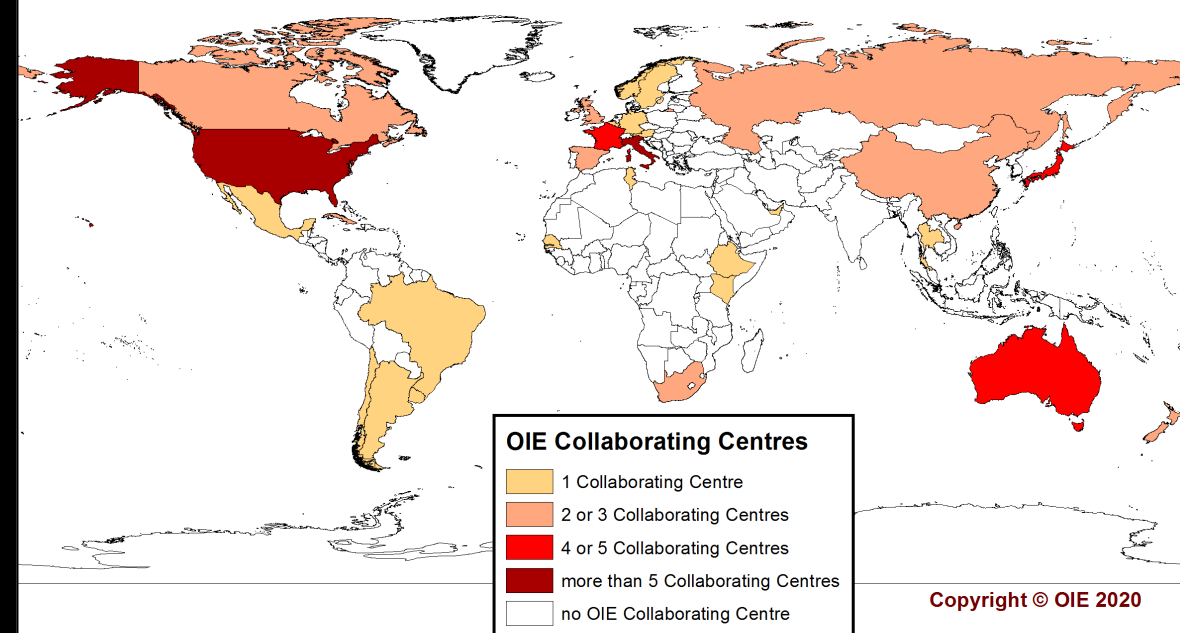 OIE Collaborating Centres
1 Collaborating Centre
2 or 3 Collaborating Centres
4 or 5 Collaborating Centres
more than 5 Collaborating Centres
no OIE Collaborating Centre
Copyright © OIE 2020